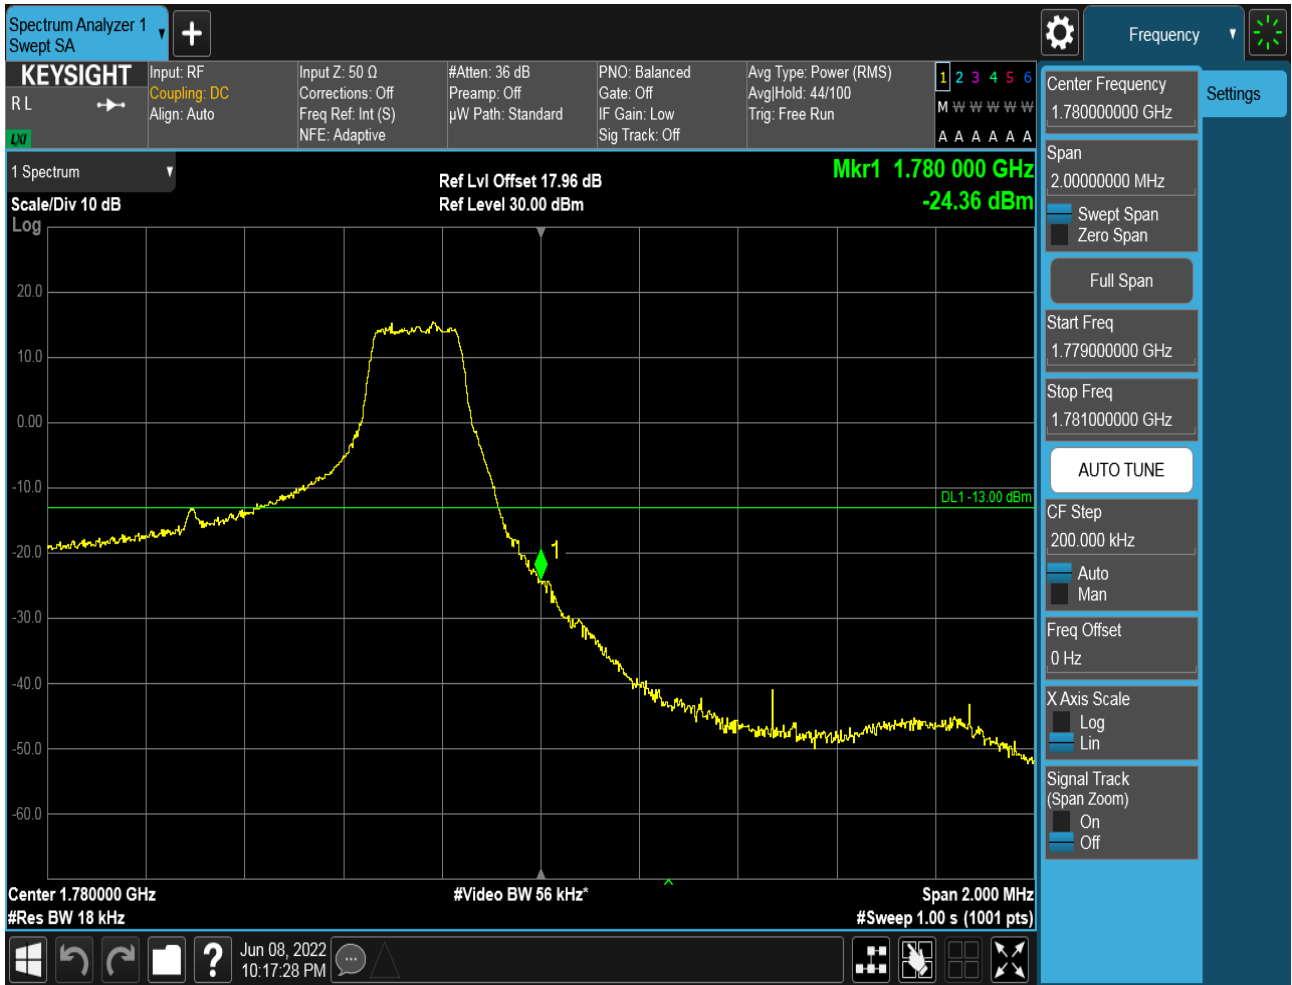 Spectrum Analyzer 1
Swept SA
Frequency
KEYSIGHT
R L
LXI
Input: RF
Coupling: DC
Align: Auto
Input Z: 50 Ω
Corrections: Off
Freq Ref: Int (S)
NFE: Adaptive
#Atten: 36 dB
Preamp: Off
µW Path: Standard
PNO: Balanced
Gate: Off
IF Gain: Low
Sig Track: Off
Avg Type: Power (RMS)
Avg|Hold: 44/100
Trig: Free Run
1 2 3 4 5 6
M W W W W W
A A A A A A
1 Spectrum
Scale/Div 10 dB
Log
Ref Lvl Offset 17.96 dB
Ref Level 30.00 dBm
Mkr1 1.780 000 GHz
-24.36 dBm
20.0
10.0
0.00
-10.0
DL1 -13.00 dBm
-20.0
1
-30.0
-40.0
-50.0
-60.0
Center 1.780000 GHz
#Res BW 18 kHz
#Video BW 56 kHz*
Span 2.000 MHz
#Sweep 1.00 s (1001 pts)
Jun 08, 2022
10:17:28 PM
Center Frequency
1.780000000 GHz
Settings
Span
2.00000000 MHz
Swept Span
Zero Span
Full Span
Start Freq
1.779000000 GHz
Stop Freq
1.781000000 GHz
AUTO TUNE
CF Step
200.000 kHz
Auto
Man
Freq Offset
0 Hz
X Axis Scale
Log
Lin
Signal Track
(Span Zoom)
On
Off